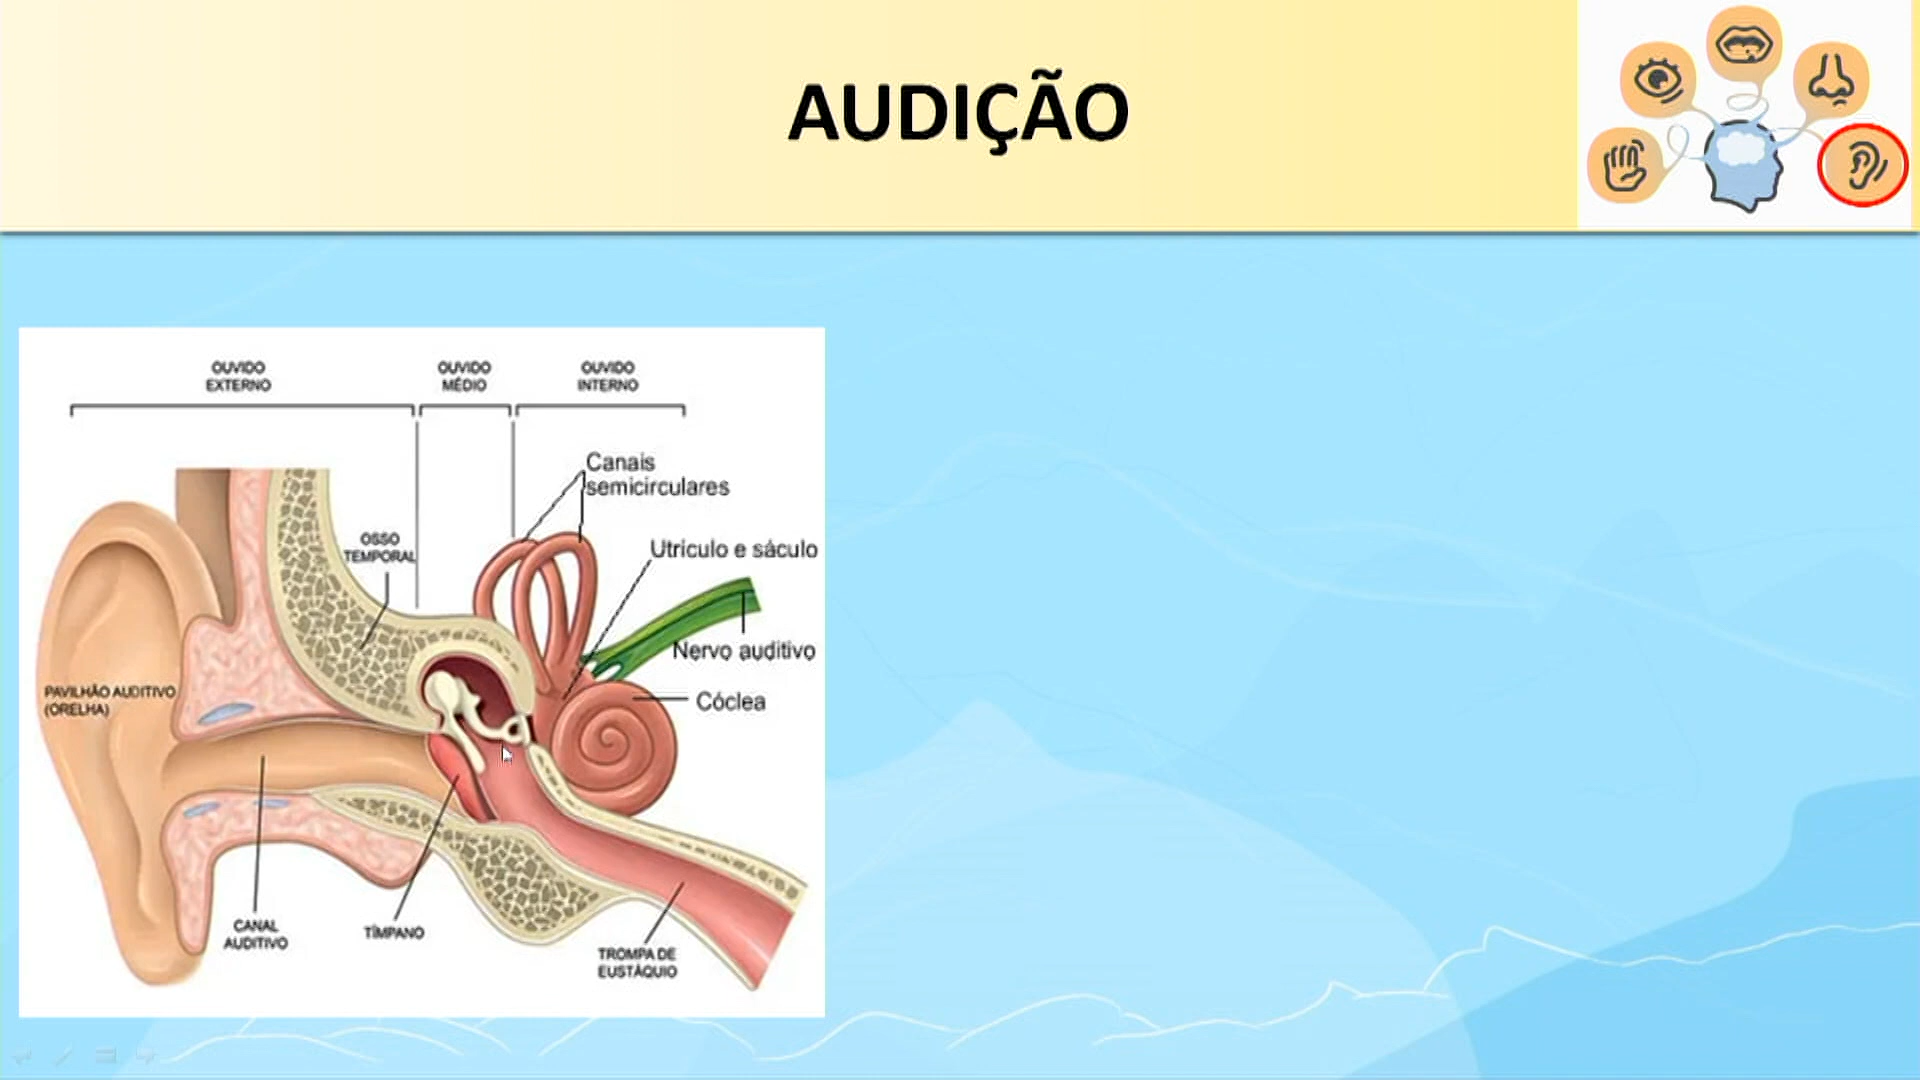 AUDIÇÃO
OUVIDO
EXTERNO
OUVIDO
MÉDIO
OUVIDO
INTERNO
Canais
semicirculares
OSSO
TEMPORAL
Utrículo e sáculo
Nervo auditivo
PAVILHÃO AUDITIVO
(ORELHA)
Cóclea
CANAL
AUDITIVO
TÍMPANO
TROMPA DE
EUSTÁQUIO